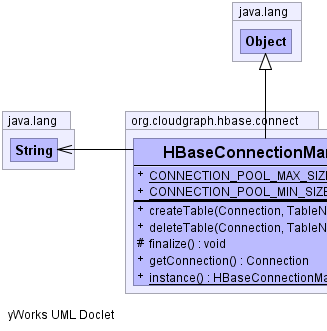 java.lang
Object
java.lang
String
org.cloudgraph.hbase.connect
HBaseConnectionMa
+ CONNECTION_POOL_MAX_SIZE
+ CONNECTION_POOL_MIN_SIZE
+ createTable(Connection, TableN
+ deleteTable(Connection, TableN
# finalize() : void
+ getConnection() : Connection
+ instance() : HBaseConnectionMa
yWorks UML Doclet